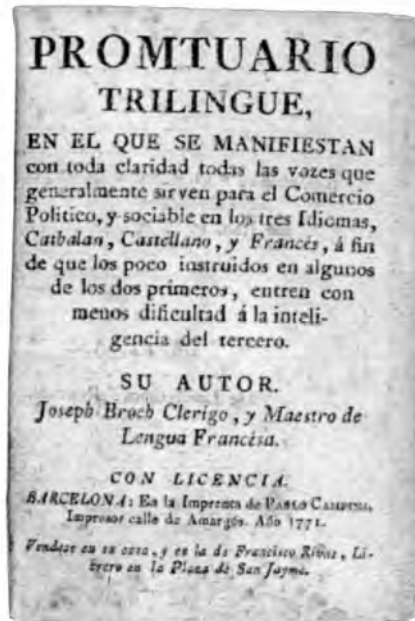 PROMTUARIO
TRILINGUE,
EN EL QUE SE MANIFIESTAN
con toda claridad todas las vozes que
generalmente sirven para el Comercio
Politico, y sociable en los tres Idiomas,
Cathalan, Castellano, y Francés, á fin
de que los poco instruidos en algunos
de los dos primeros, entren con
menos dificultad á la inteli-
gencia del tercero.
SU AUTOR.
Joseph Broch Clerigo, y Maestro de
Lengua Francésa.
CON LICENCIA.
BARCELONA: En la Imprenta de PABLO CAMPINS,
Impresor calle de Amargós. Año 1771.
Vendese en su casa, y en la de Francisco Ribas, Li-
brero en la Plaza de San Jayme.